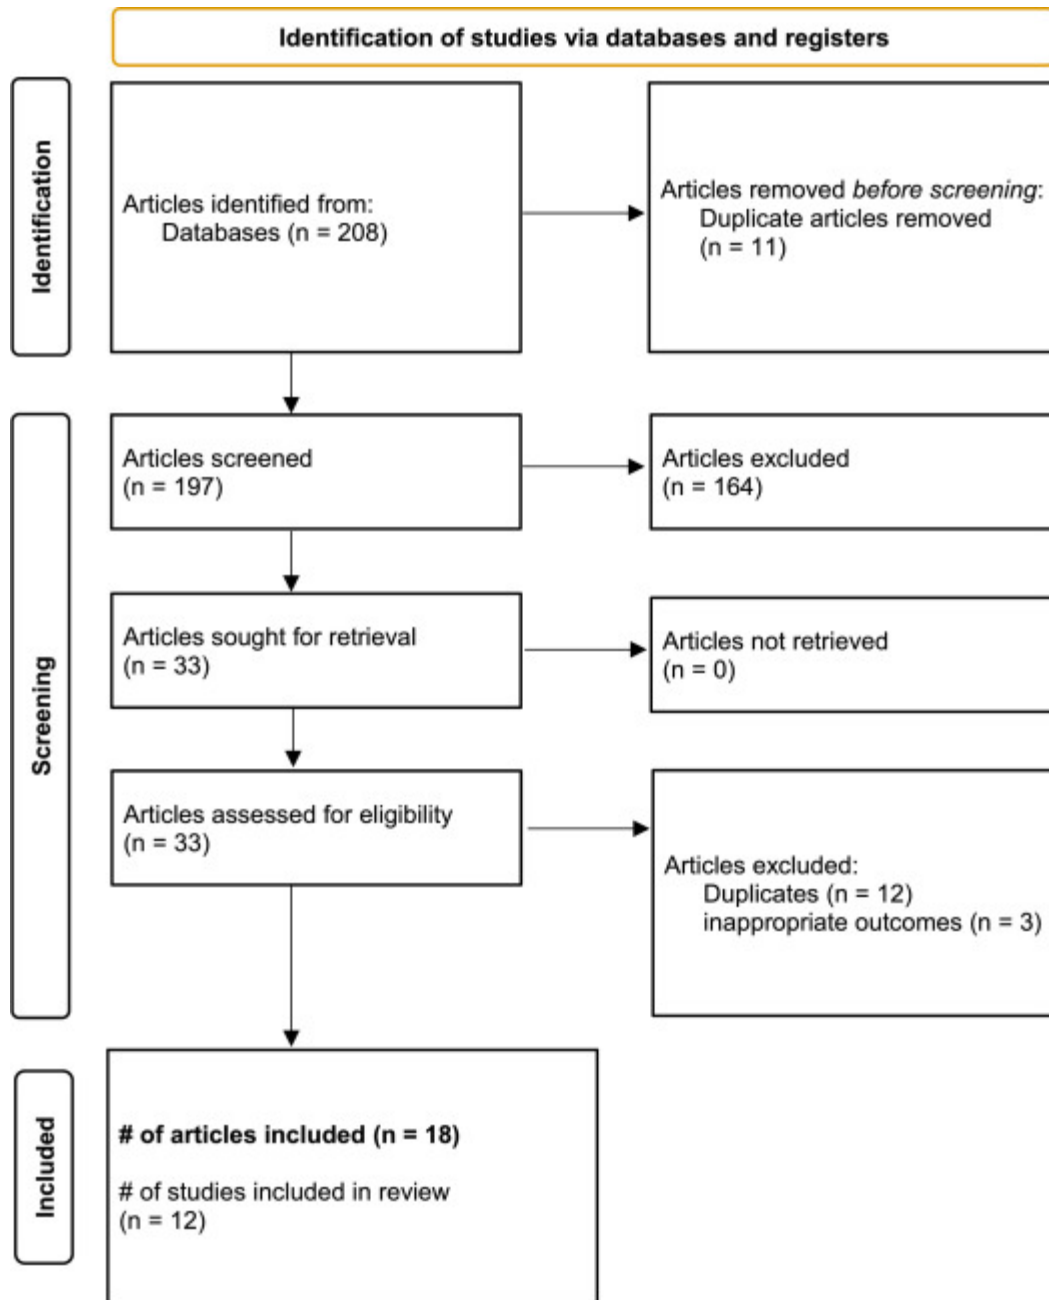 Identification of studies via databases and registers
Identification
Articles identified from:
Databases (n = 208)
Articles removed before screening:
Duplicate articles removed
(n = 11)
Screening
Articles screened
(n = 197)
Articles excluded
(n = 164)
Articles sought for retrieval
(n = 33)
Articles not retrieved
(n = 0)
Articles assessed for eligibility
(n = 33)
Articles excluded:
Duplicates (n = 12)
inappropriate outcomes (n = 3)
Included
# of articles included (n = 18)
# of studies included in review
(n = 12)